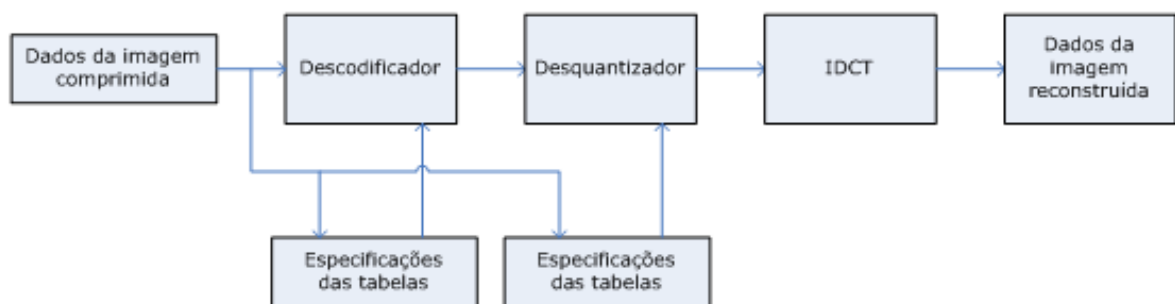 Dados da imagem
comprimida
Descodificador
Desquantizador
IDCT
Dados da
imagem
reconstruida
Especificações
das tabelas
Especificações
das tabelas